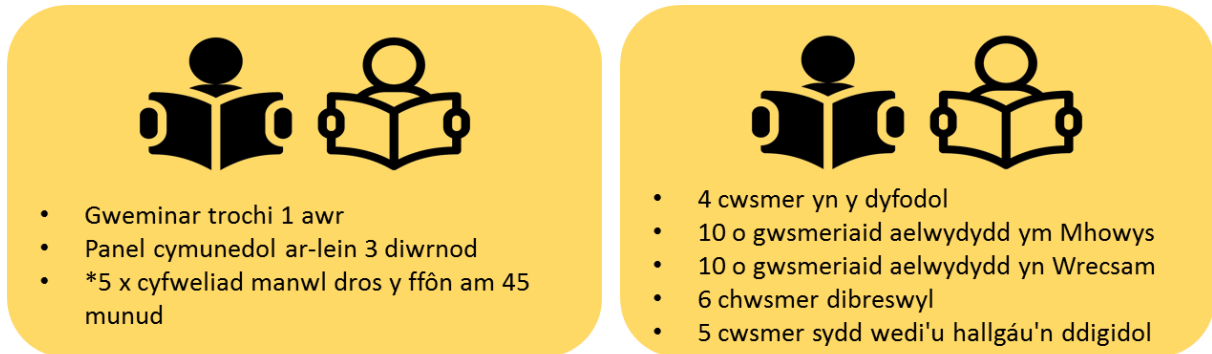 • Gweminar trochi 1 awr
• Panel cymunedol ar-lein 3 diwrnod
• *5 x cyfweliad manwl dros y ffôn am 45
munud
• 4 cwsmer yn y dyfodol
• 10 o gwsmeriaid aelwydydd ym Mhowys
• 10 o gwsmeriaid aelwydydd yn Wrecsam
• 6 chwsmer dibreswyl
• 5 cwsmer sydd wedi'u hallgáu'n ddigidol